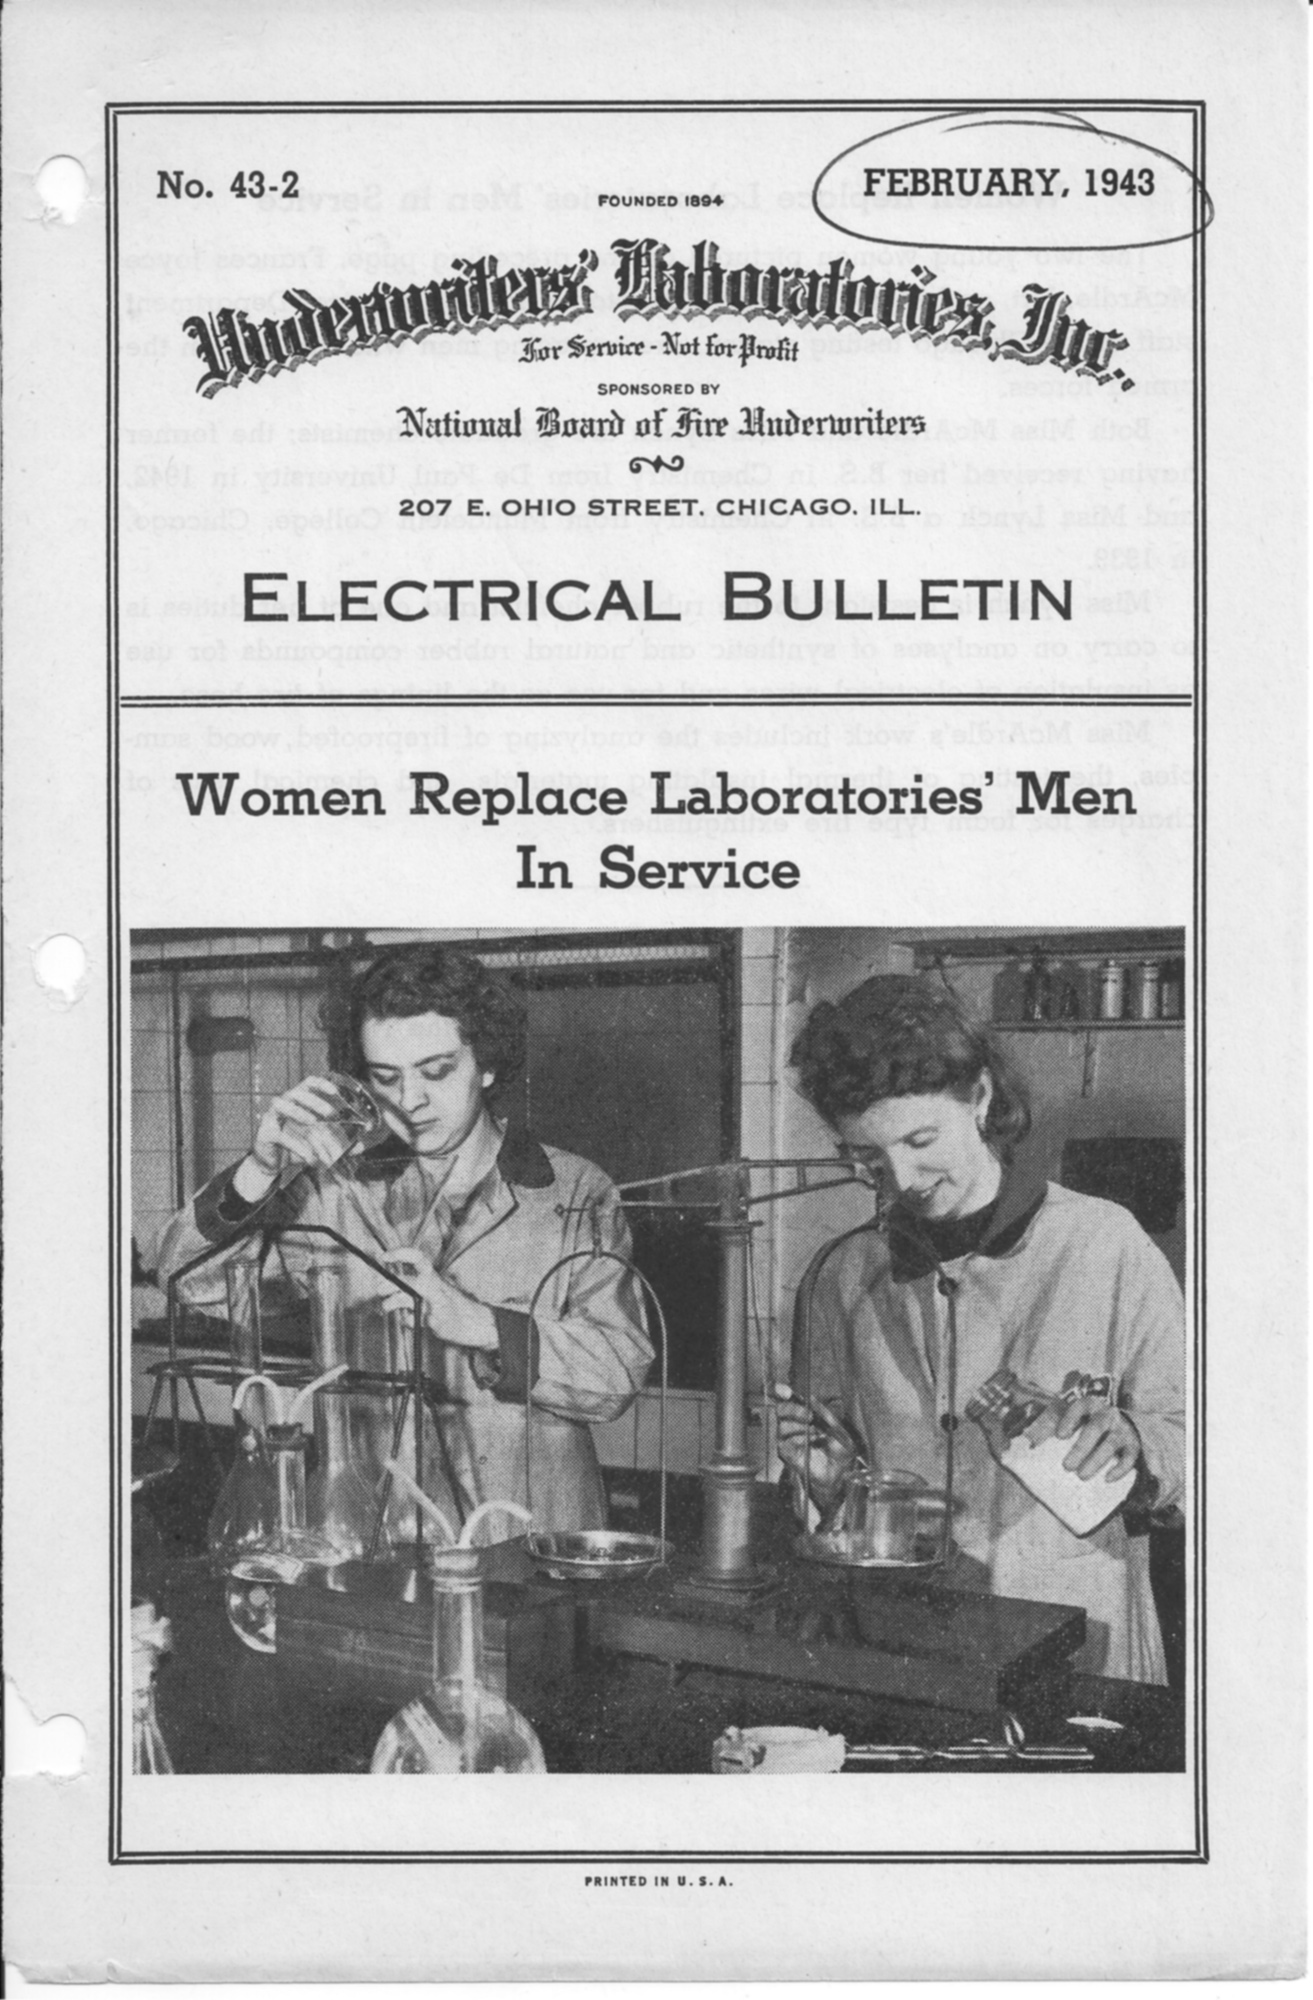 No. 43-2
FEBRUARY, 1943
FOUNDED 1894
Underwriters' Laboratories, Inc.
For Service - Not for Profit
SPONSORED BY
National Board of Fire Underwriters
207 E. OHIO STREET, CHICAGO, ILL.
ELECTRICAL BULLETIN
Women Replace Laboratories' Men
In Service
PRINTED IN U. S. A.